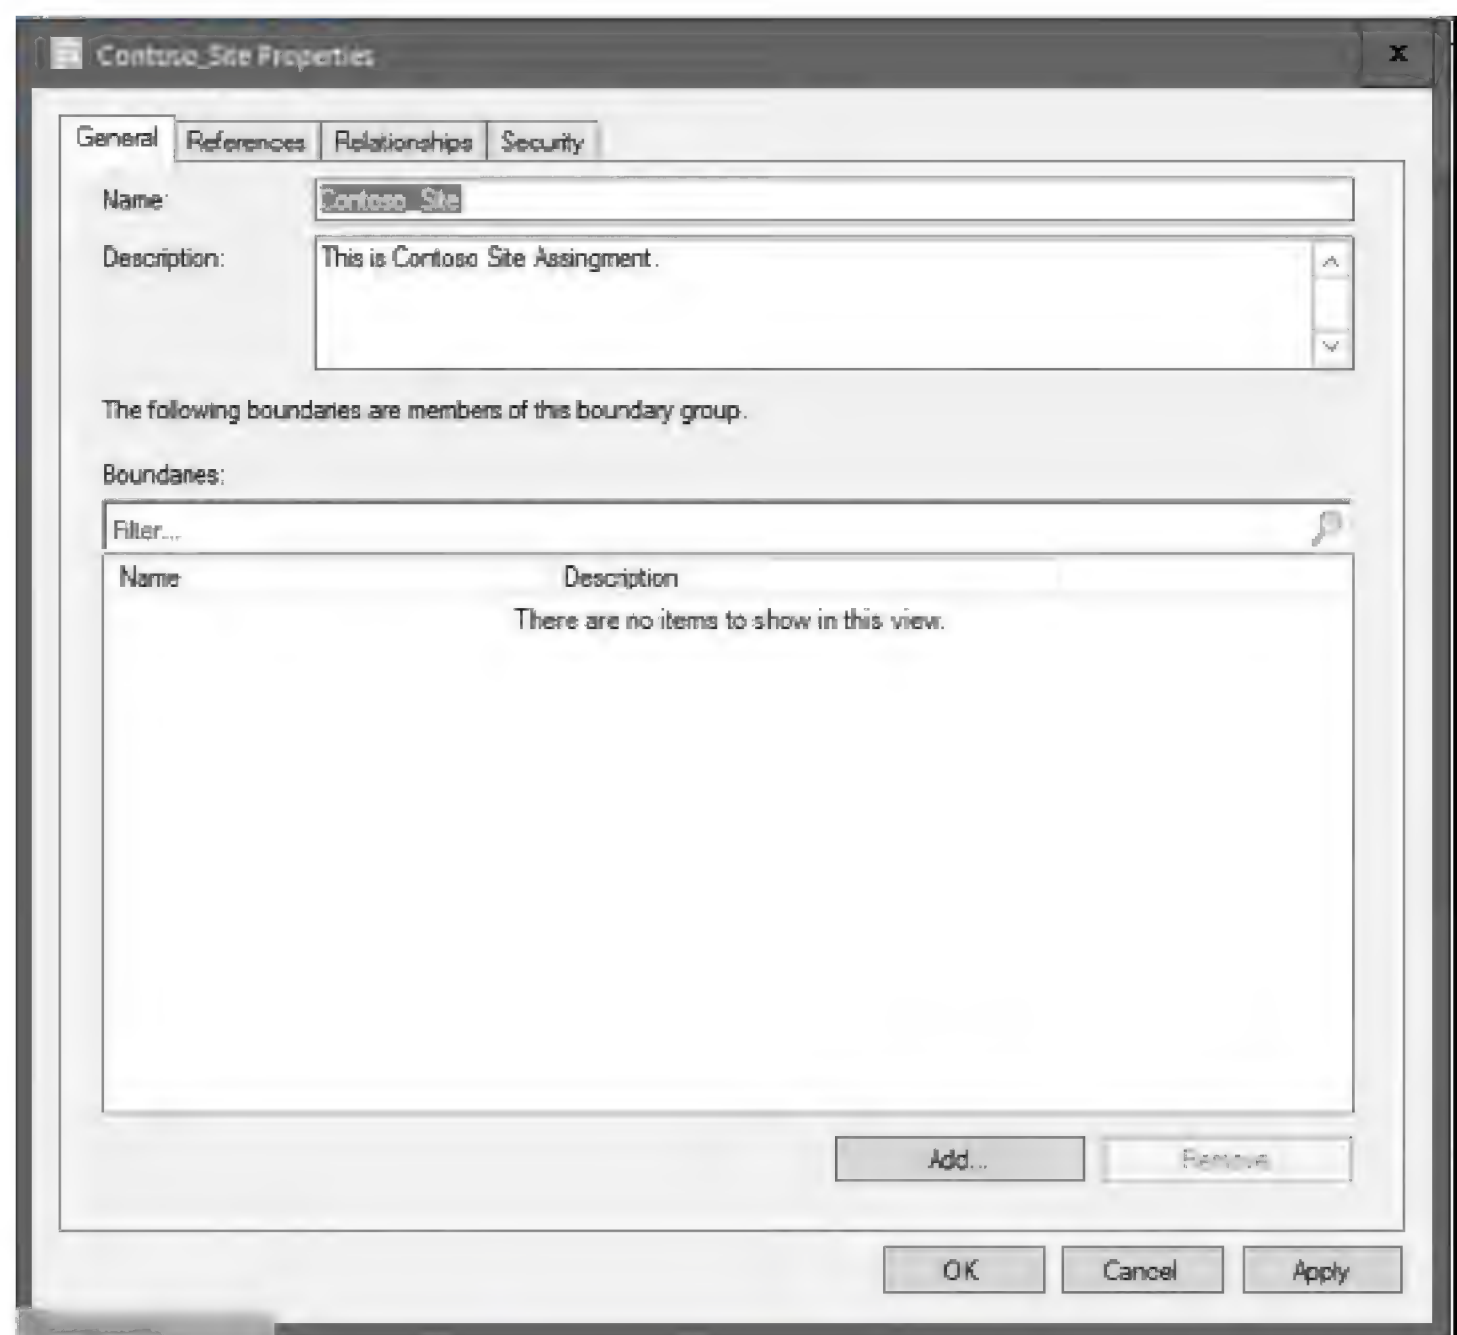 Contoso_Site Properties
X
General References Relationships Security
Name: Contoso_Site
Description: This is Contoso Site Assingment.
The following boundaries are members of this boundary group.
Boundaries:
Filter...
Name Description
There are no items to show in this view.
Add... Remove
OK Cancel Apply